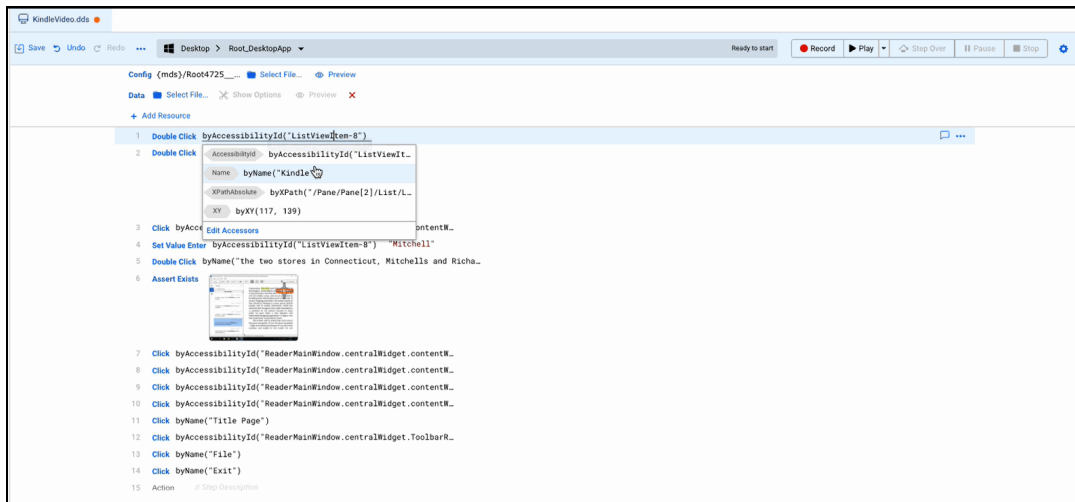 KindleVideo.dds
Save Undo Redo ••• Desktop > Root_DesktopApp Ready to start Record Play Step Over Pause Stop
Config {mds}/Root4725__... Select File... Preview
Data Select File... Show Options Preview
+ Add Resource
1 Double Click byAccessibilityId("ListViewItem-8")
2 Double Click
AccessibilityId byAccessibilityId("ListViewIt…
Name byName("Kindle
XPathAbsolute byXPath("/Pane/Pane[2]/List/L…
XY byXY(117, 139)
Edit Accessors
3 Click byAcce ontentW…
4 Set Value Enter byAccessibilityId("ListViewItem-8") "Mitchell"
5 Double Click byName("the two stores in Connecticut, Mitchells and Richa…
6 Assert Exists
7 Click byAccessibilityId("ReaderMainWindow.centralWidget.contentW…
8 Click byAccessibilityId("ReaderMainWindow.centralWidget.contentW…
9 Click byAccessibilityId("ReaderMainWindow.centralWidget.contentW…
10 Click byAccessibilityId("ReaderMainWindow.centralWidget.contentW…
11 Click byName("Title Page")
12 Click byAccessibilityId("ReaderMainWindow.centralWidget.ToolbarR…
13 Click byName("File")
14 Click byName("Exit")
15 Action // Step Description